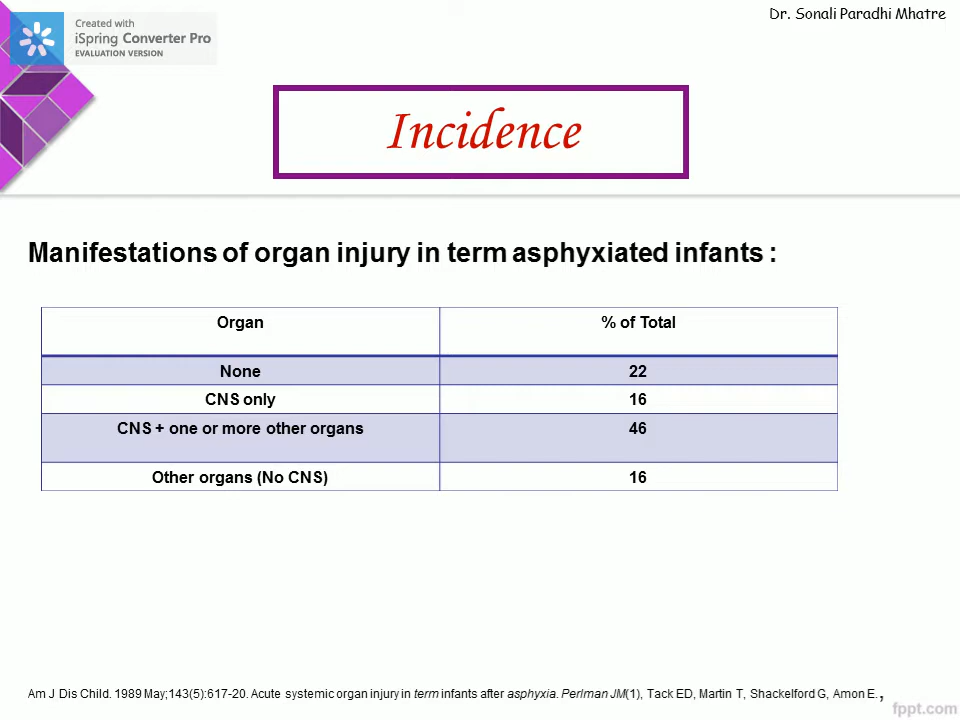 Dr. Sonali Paradhi Mhatre
Created with
iSpring Converter Pro
EVALUATION VERSION
Incidence
Manifestations of organ injury in term asphyxiated infants :
Organ % of Total
None 22
CNS only 16
CNS + one or more other organs 46
Other organs (No CNS) 16
Am J Dis Child. 1989 May;143(5):617-20. Acute systemic organ injury in term infants after asphyxia. Perlman JM(1), Tack ED, Martin T, Shackelford G, Amon E. ,
fppt.com